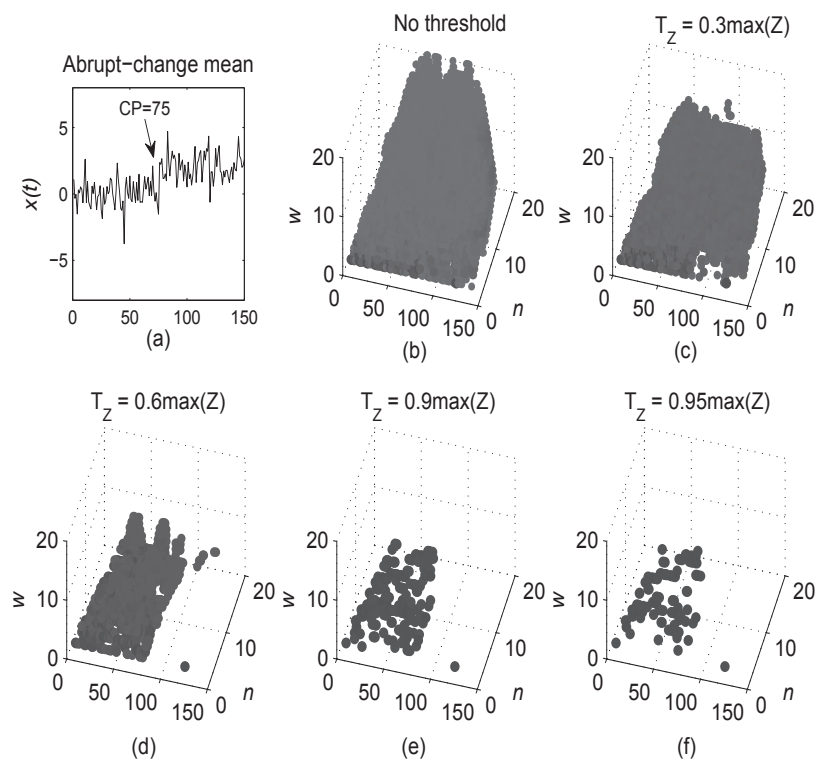 Abrupt−change mean
CP=75
x(t)
5
0
−5
0 50 100 150
(a)
No threshold
w
20
10
0
0 50 100 150
0 10 20
n
(b)
T_Z = 0.3max(Z)
w
20
10
0
0 50 100 150
0 10 20
n
(c)
T_Z = 0.6max(Z)
w
20
10
0
0 50 100 150
0 10 20
n
(d)
T_Z = 0.9max(Z)
w
20
10
0
0 50 100 150
0 10 20
n
(e)
T_Z = 0.95max(Z)
w
20
10
0
0 50 100 150
0 10 20
n
(f)